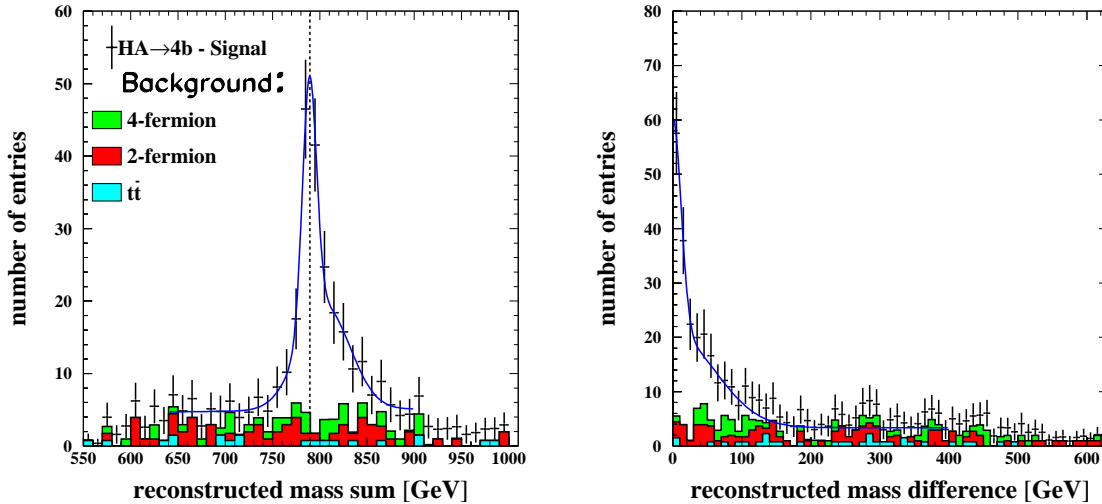 60
50
40
30
20
10
0
550 600 650 700 750 800 850 900 950 1000
number of entries
reconstructed mass sum [GeV]
HA→4b - Signal
Background:
4-fermion
2-fermion
tt̄
80
70
60
50
40
30
20
10
0
0 100 200 300 400 500 600
number of entries
reconstructed mass difference [GeV]